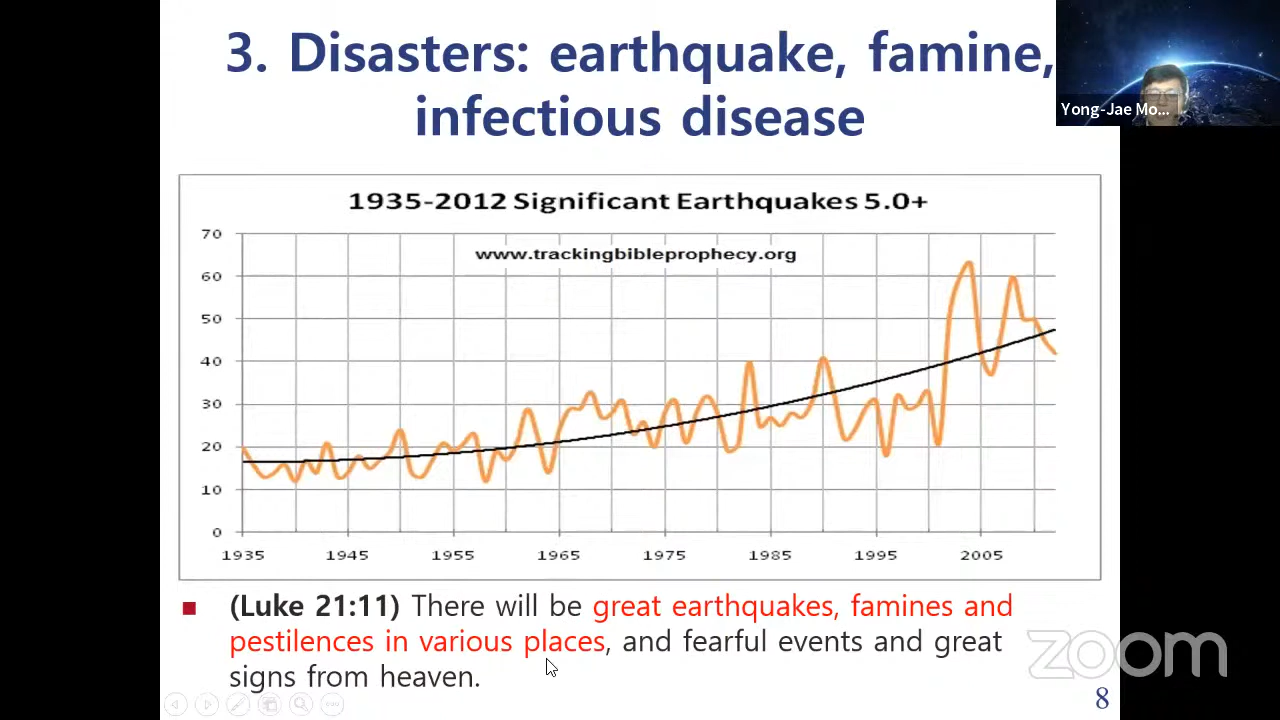 3. Disasters: earthquake, famine,
infectious disease
Yong-Jae Mo...
1935-2012 Significant Earthquakes 5.0+
www.trackingbibleprophecy.org
70
60
50
40
30
20
10
0
1935 1945 1955 1965 1975 1985 1995 2005
(Luke 21:11) There will be great earthquakes, famines and
pestilences in various places, and fearful events and great
signs from heaven.
zoom
8